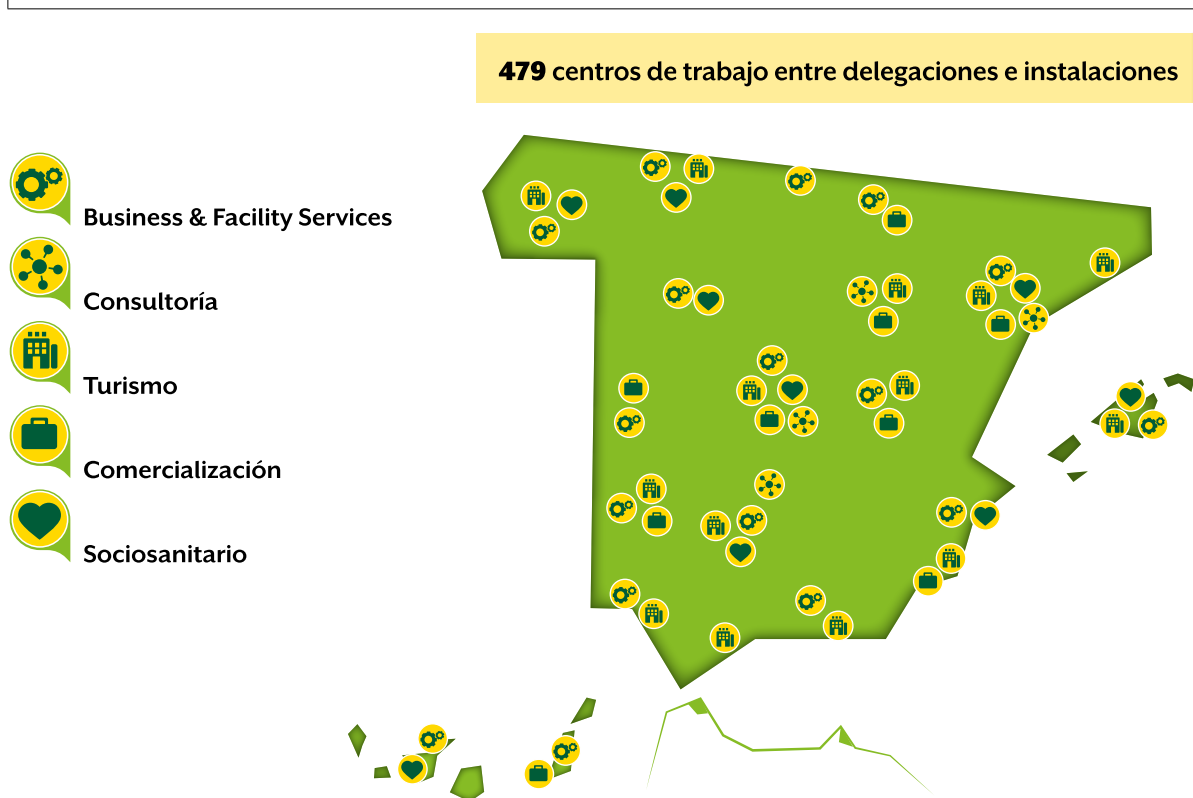 479 centros de trabajo entre delegaciones e instalaciones
Business & Facility Services
Consultoría
Turismo
Comercialización
Sociosanitario